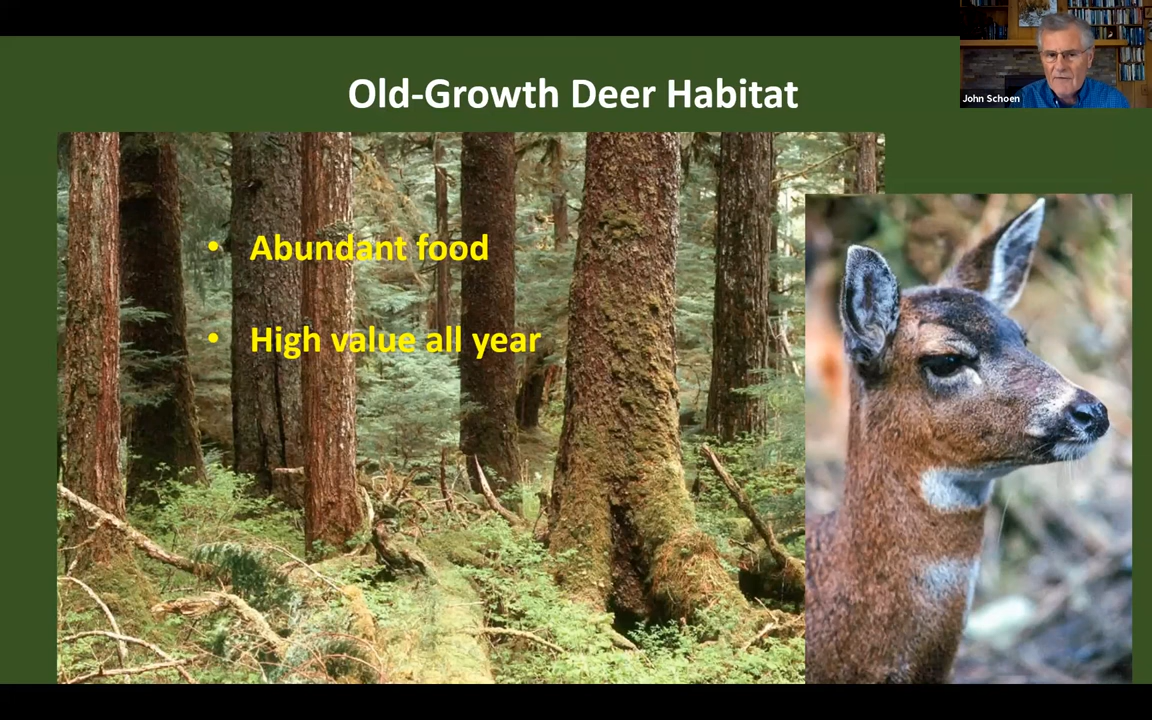 Old-Growth Deer Habitat
John Schoen
• Abundant food
• High value all year